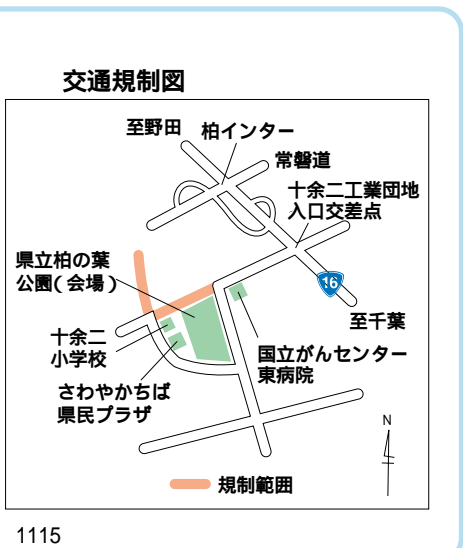 交通規制図
至野田
柏インター
常磐道
十余二工業団地
入口交差点
県立柏の葉
公園(会場)
16
至千葉
十余二
小学校
国立がんセンター
東病院
さわやかちば
県民プラザ
N
規制範囲
1115